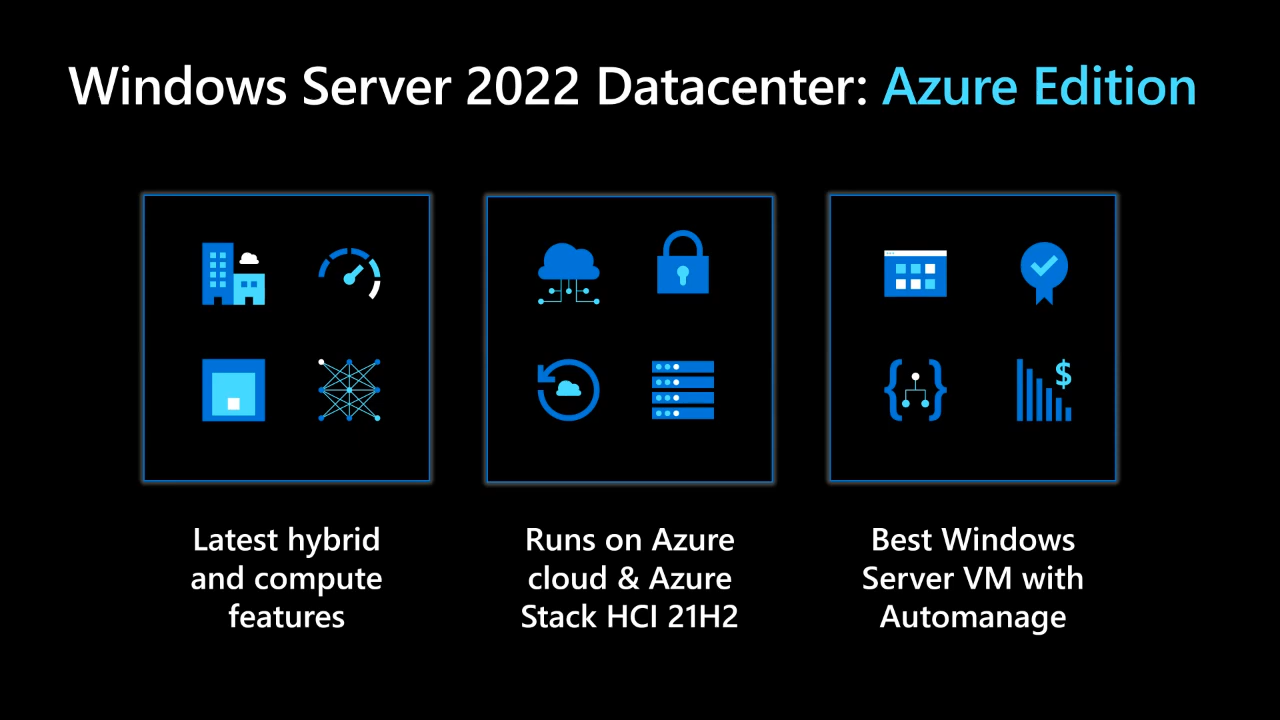 Windows Server 2022 Datacenter: Azure Edition
$
Latest hybrid
and compute
features
Runs on Azure
cloud & Azure
Stack HCI 21H2
Best Windows
Server VM with
Automanage